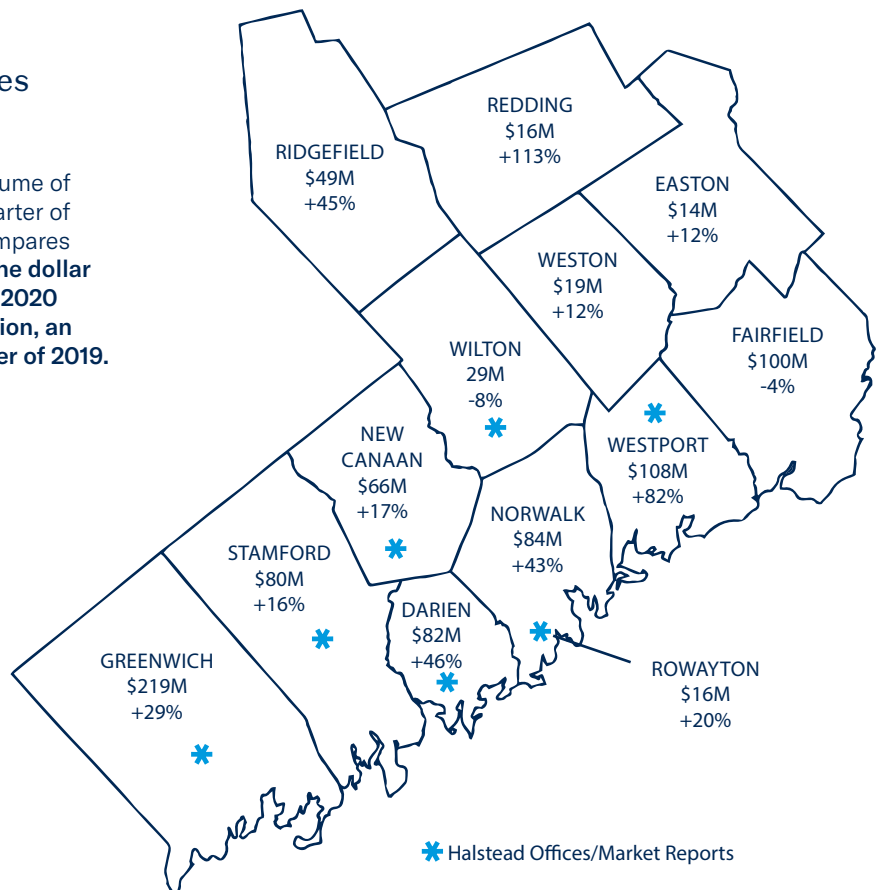 es
ume of
arter of
mpares
ne dollar
2020
ion, an
er of 2019.
RIDGEFIELD
$49M
+45%
REDDING
$16M
+113%
EASTON
$14M
+12%
WESTON
$19M
+12%
FAIRFIELD
$100M
-4%
WILTON
29M
-8%
WESTPORT
$108M
+82%
NEW
CANAAN
$66M
+17%
NORWALK
$84M
+43%
STAMFORD
$80M
+16%
DARIEN
$82M
+46%
GREENWICH
$219M
+29%
ROWAYTON
$16M
+20%
Halstead Offices/Market Reports